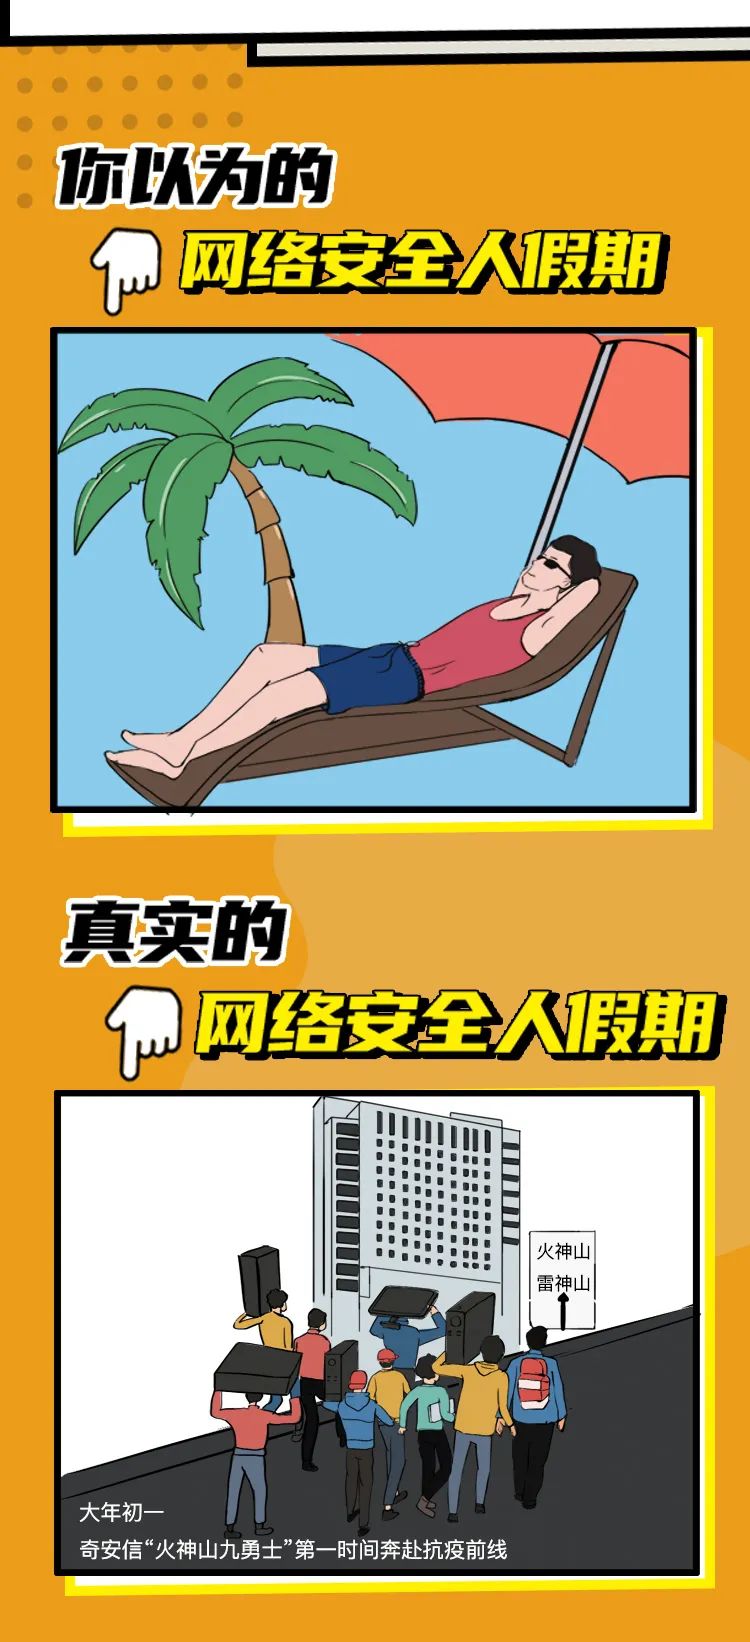 你以为的
网络安全人假期
真实的
网络安全人假期
火神山
雷神山
大年初一
奇安信“火神山九勇士”第一时间奔赴抗疫前线